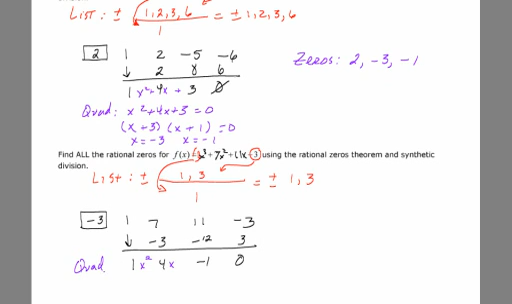 LIST: ± 1,2,3,6 / 1 = ± 1,2,3,6
2 | 1 2 -5 -6
↓ 2 8 6
1 x²+4x + 3 0
ZEROS: 2, -3, -1
Quad: x²+4x+3=0
(x+3)(x+1)=0
x=-3 x=-1
Find ALL the rational zeros for f(x)=x³+7x²+11x-3 using the rational zeros theorem and synthetic
division.
LIST: ± 1,3 / 1 = ± 1,3
-3 | 1 7 11 -3
↓ -3 -12 3
Quad 1x² 4x -1 0